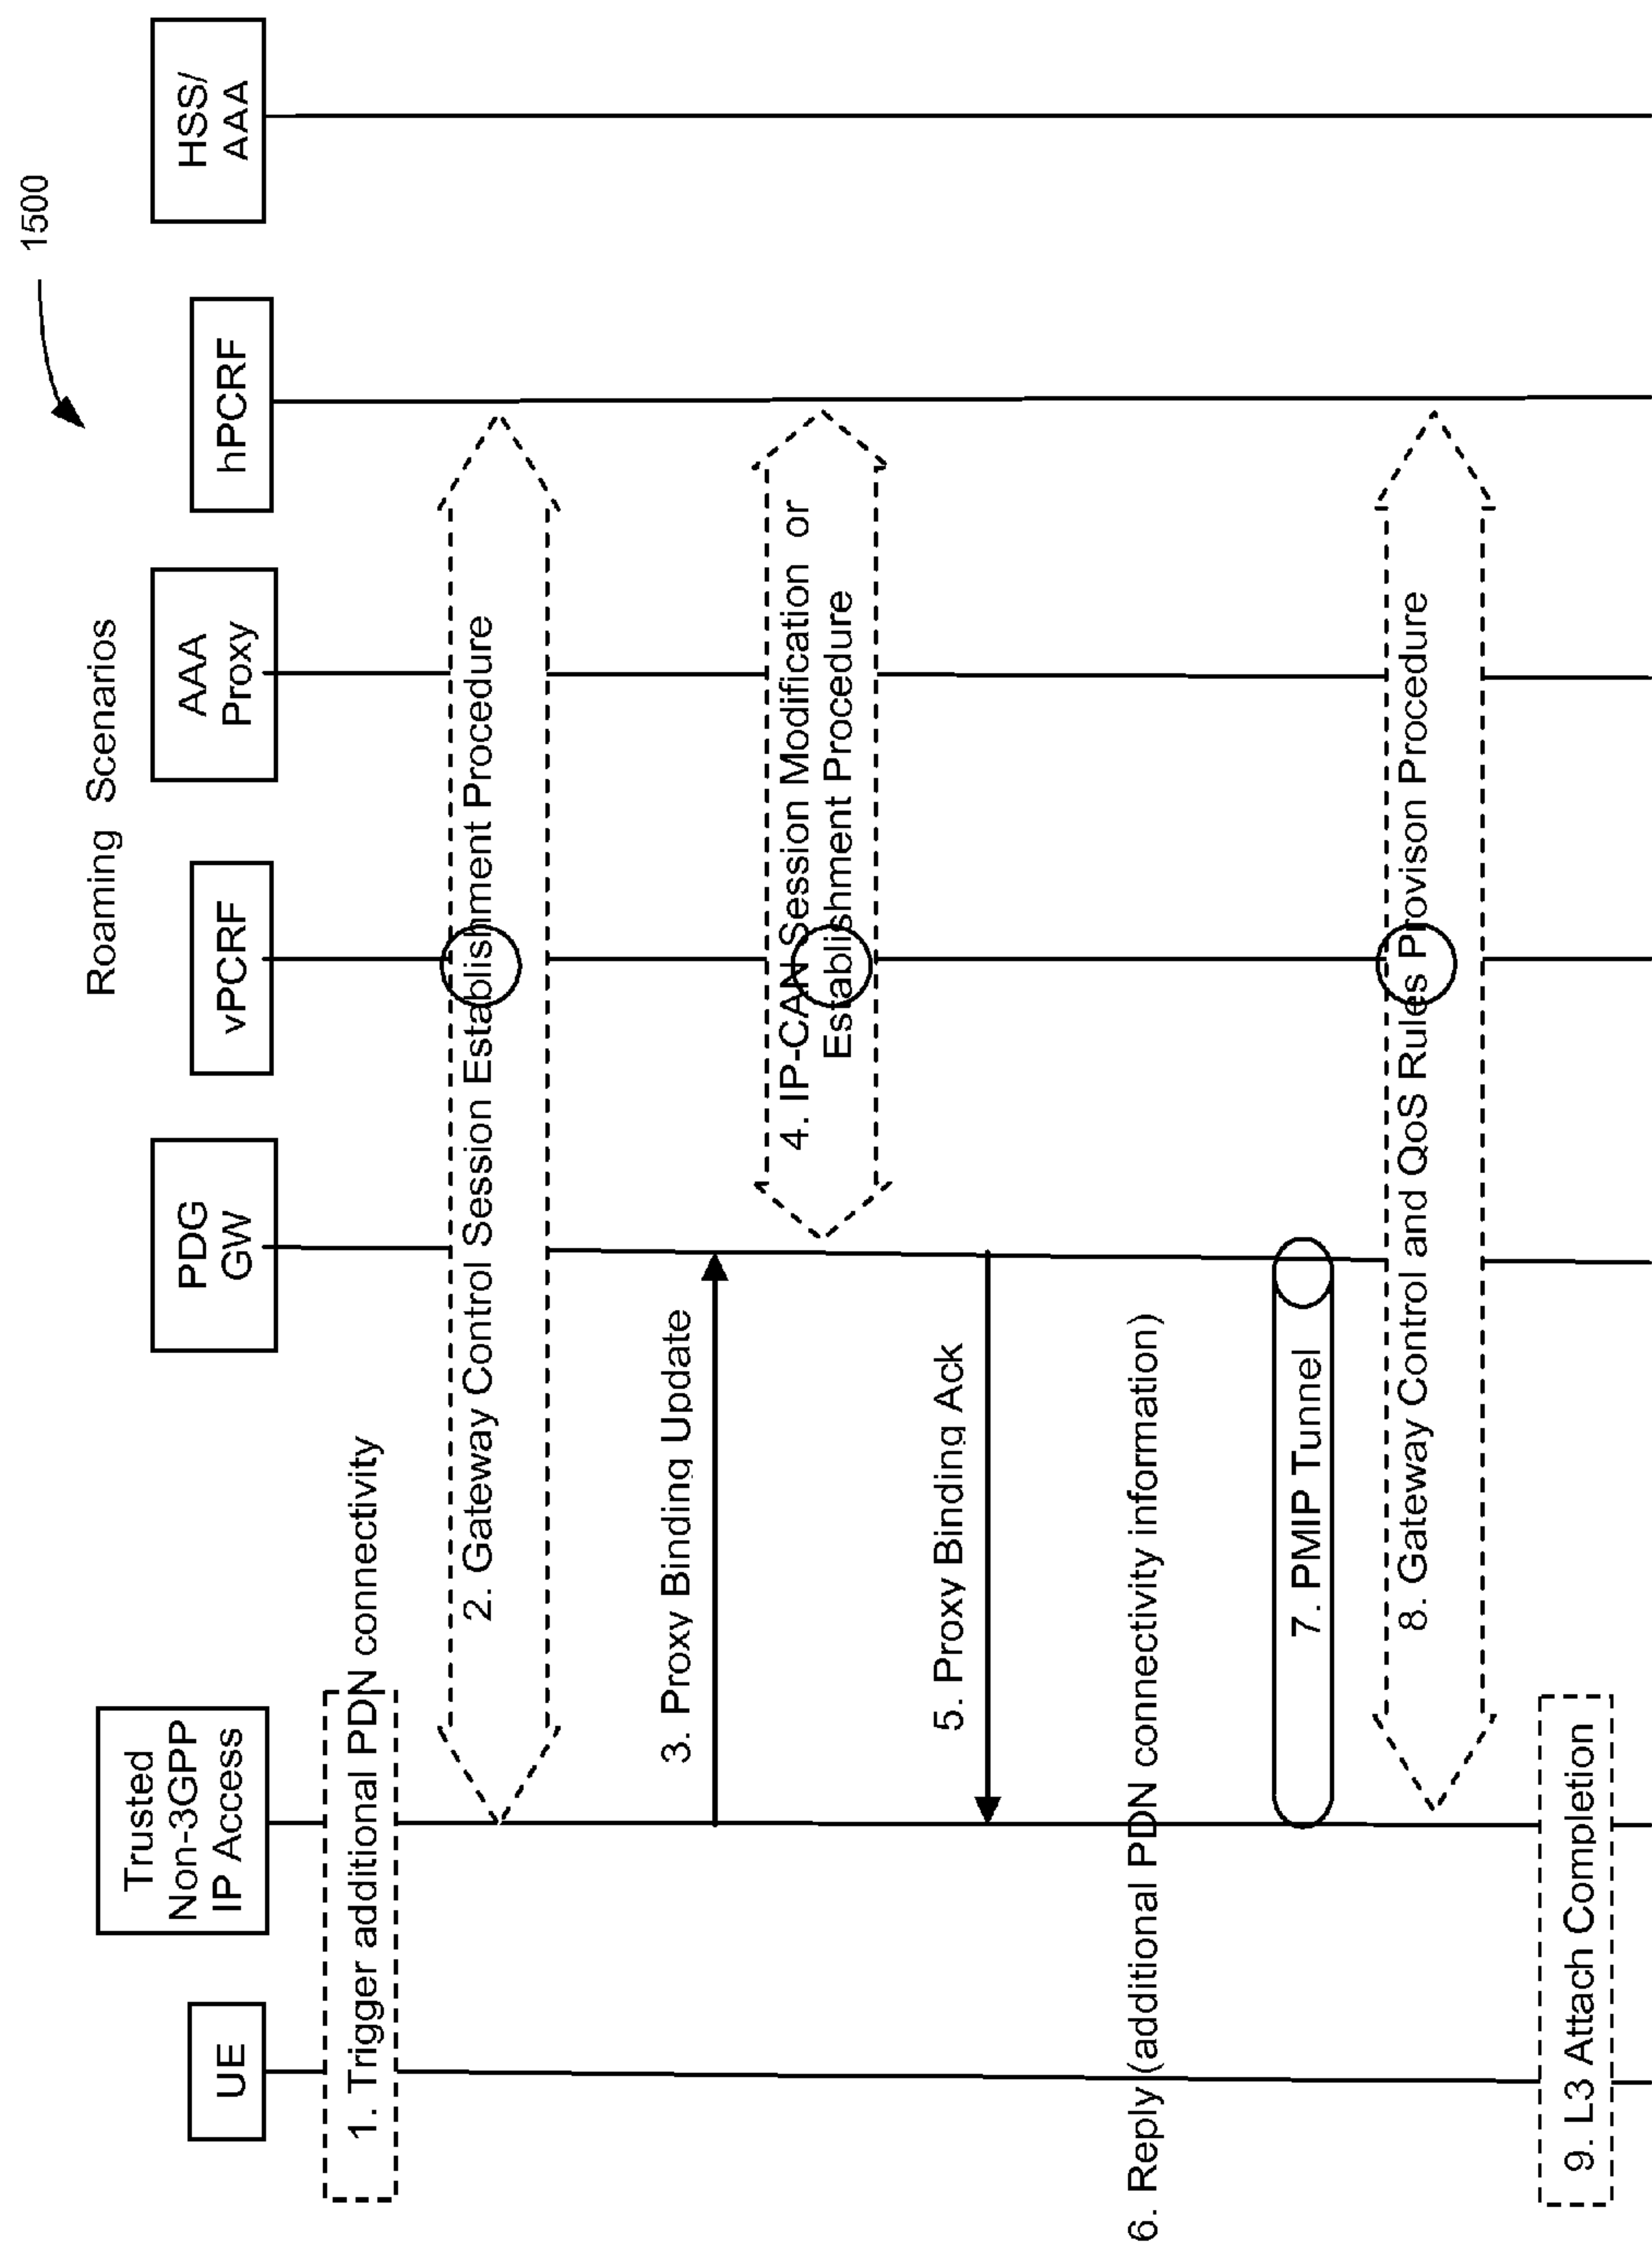 1500
Roaming Scenarios
UE
Trusted
Non-3GPP
IP Access
PDG
GW
vPCRF
AAA
Proxy
hPCRF
HSS/
AAA
1. Trigger additional PDN connectivity
2. Gateway Control Session Establishment Procedure
3. Proxy Binding Update
4. IP-CAN Session Modification or
Establishment Procedure
5. Proxy Binding Ack
6. Reply (additional PDN connectivity information)
7. PMIP Tunnel
8. Gateway Control and QoS Rules Provison Procedure
9. L3 Attach Completion